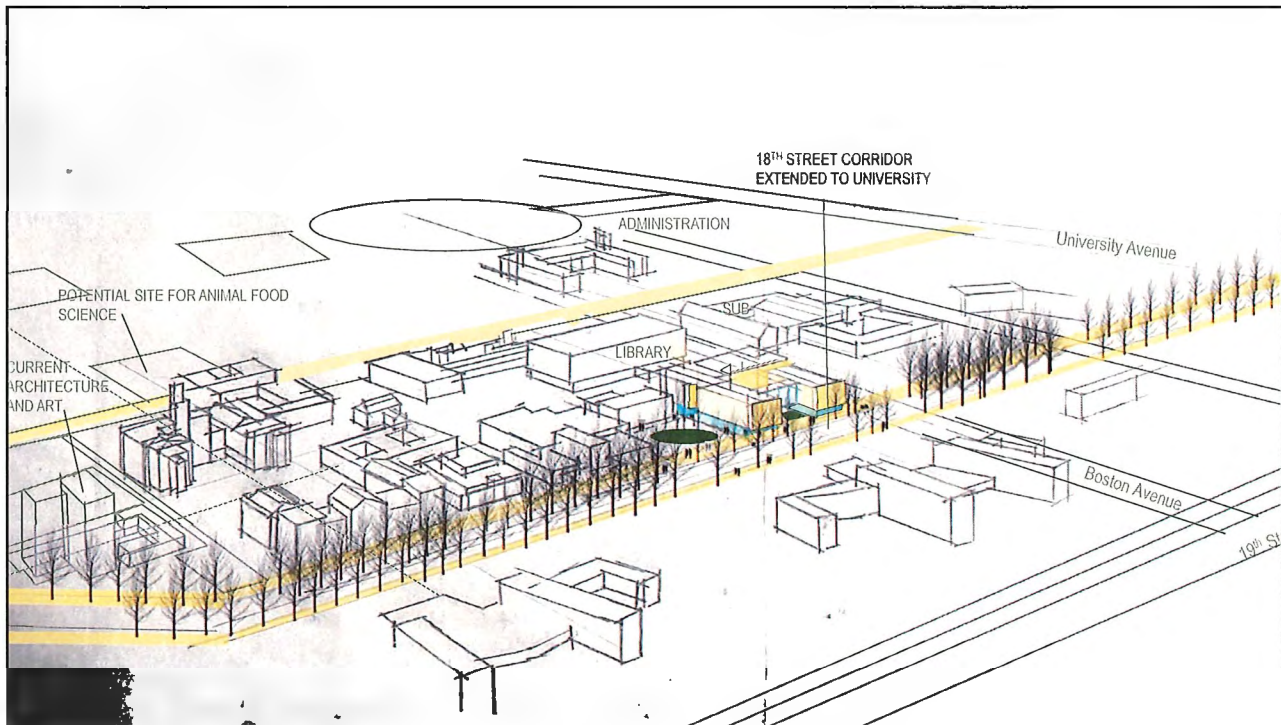 18TH STREET CORRIDOR
EXTENDED TO UNIVERSITY
ADMINISTRATION
University Avenue
POTENTIAL SITE FOR ANIMAL FOOD
SCIENCE
SUB
LIBRARY
CURRENT
ARCHITECTURE
AND ART
Boston Avenue
19th St